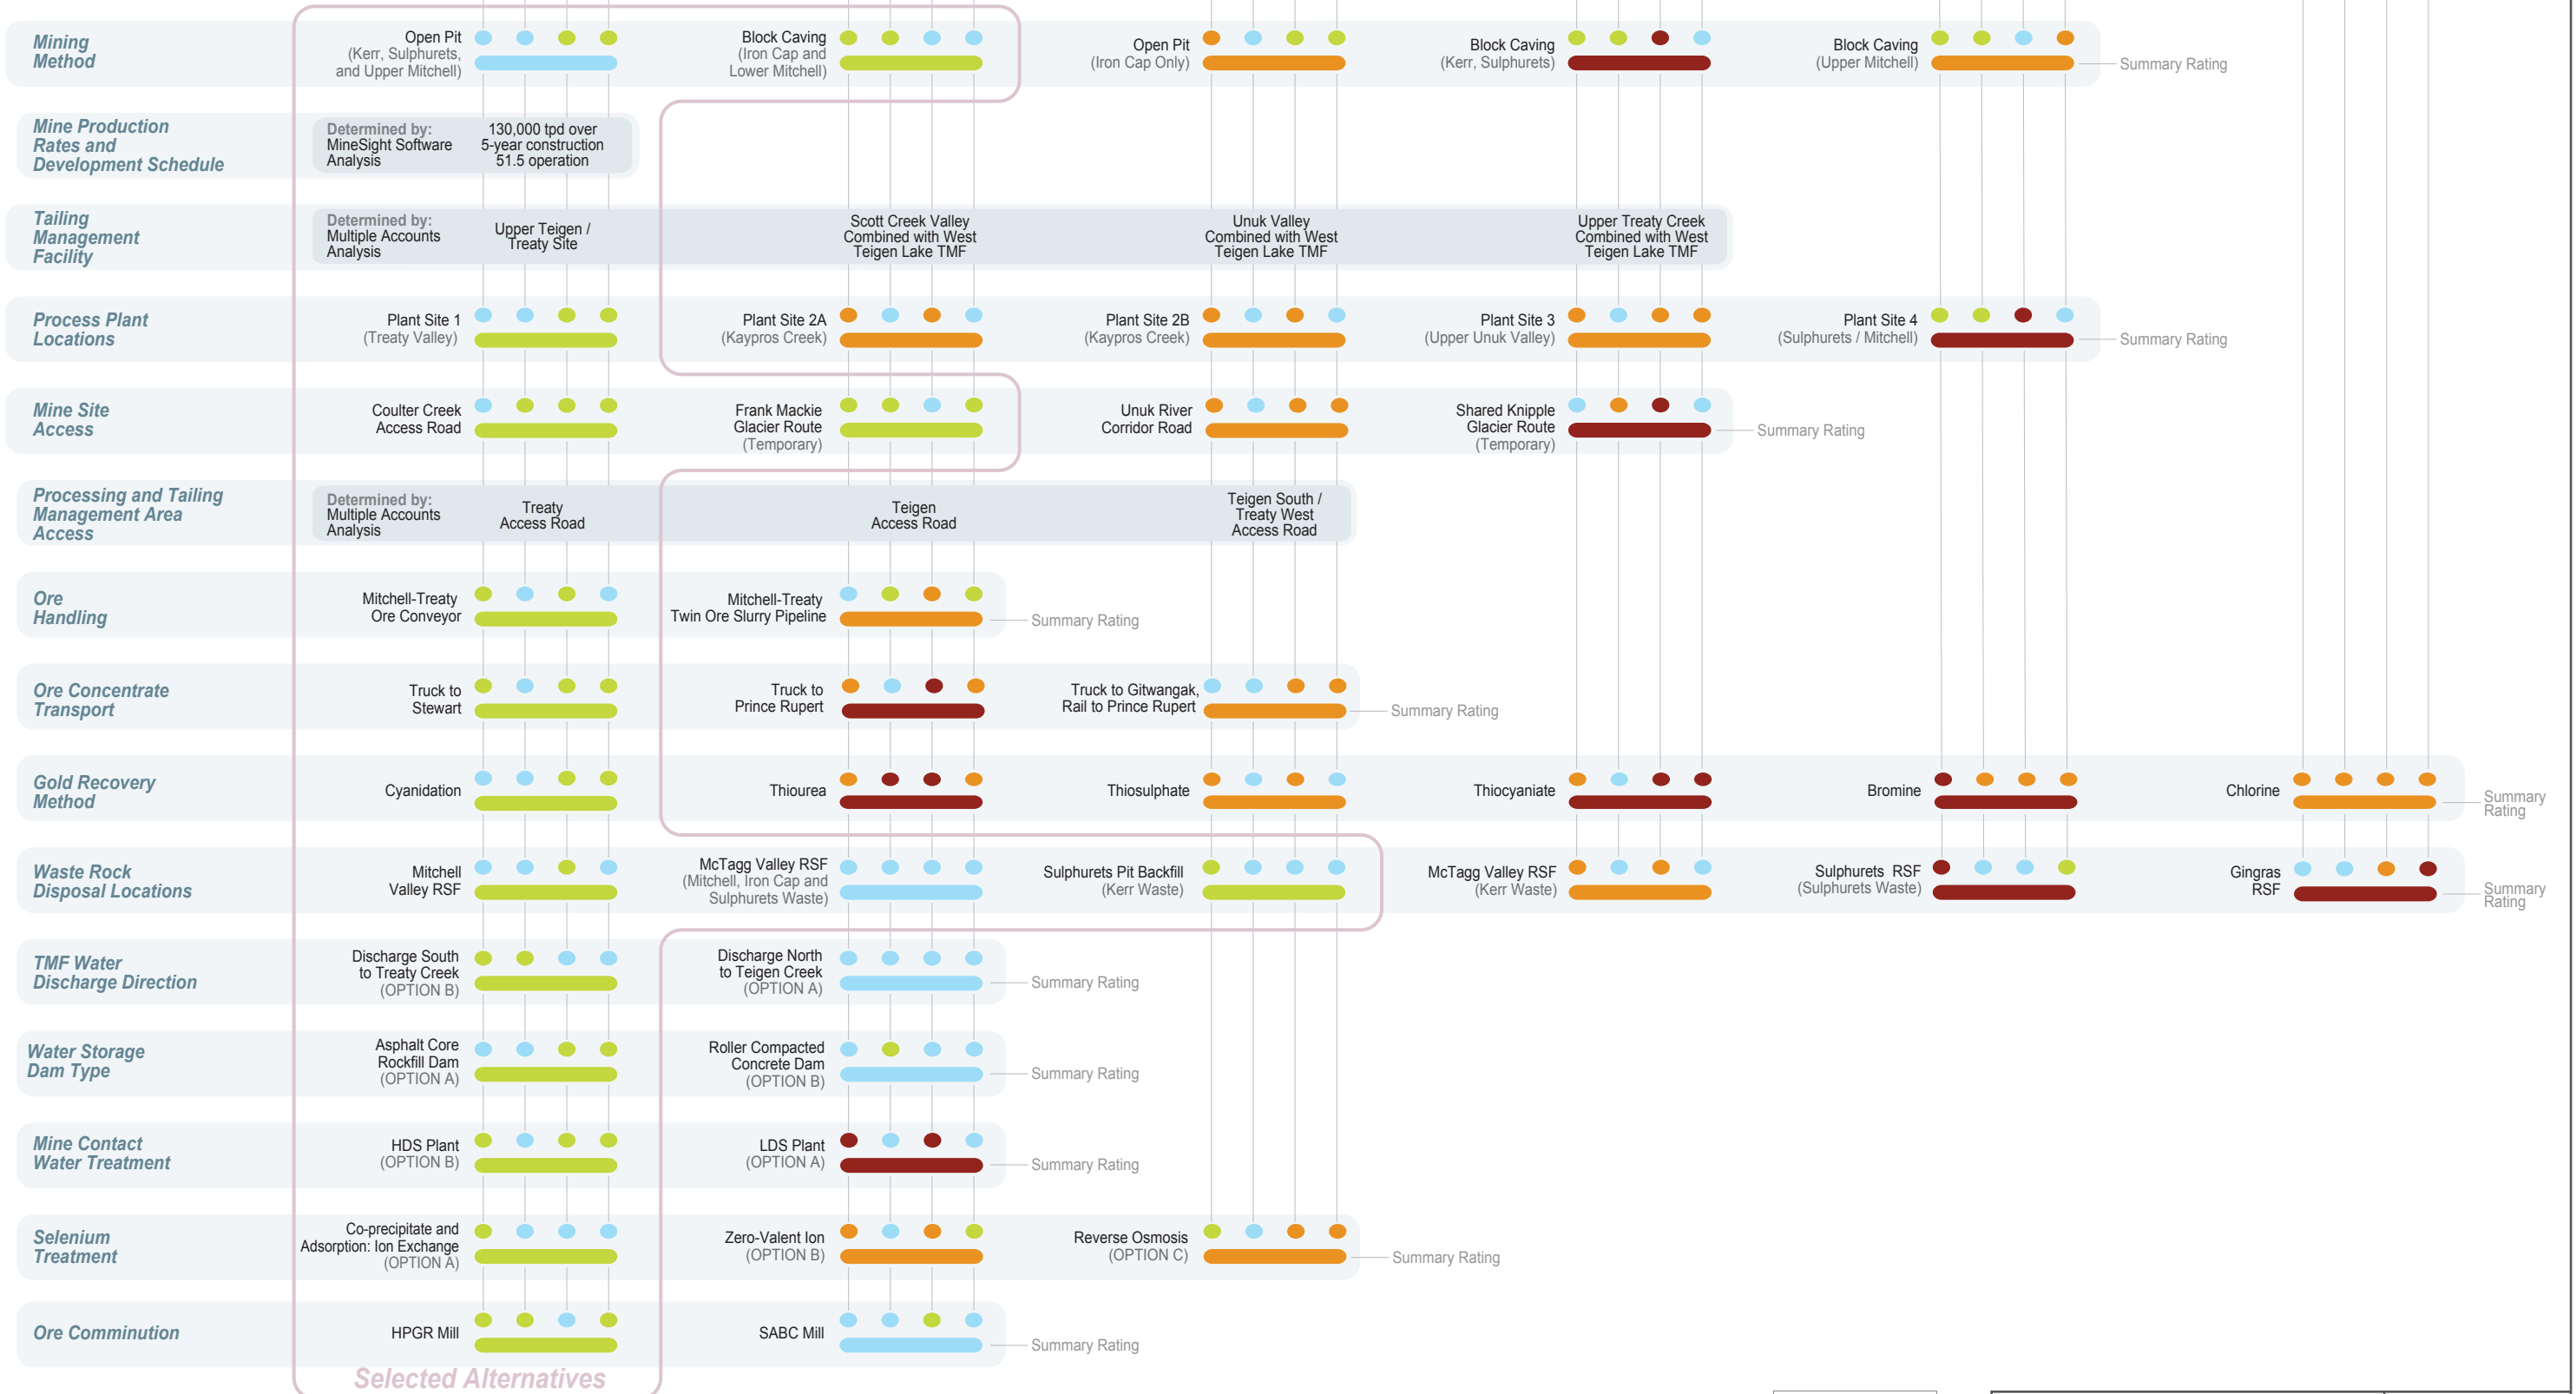 Mining
Method
Open Pit
(Kerr, Sulphurets,
and Upper Mitchell)
Block Caving
(Iron Cap and
Lower Mitchell)
Open Pit
(Iron Cap Only)
Block Caving
(Kerr, Sulphurets)
Block Caving
(Upper Mitchell)
Summary Rating
Mine Production
Rates and
Development Schedule
Determined by:
MineSight Software
Analysis
130,000 tpd over
5-year construction
51.5 operation
Tailing
Management
Facility
Determined by:
Multiple Accounts
Analysis
Upper Teigen /
Treaty Site
Scott Creek Valley
Combined with West
Teigen Lake TMF
Unuk Valley
Combined with West
Teigen Lake TMF
Upper Treaty Creek
Combined with West
Teigen Lake TMF
Process Plant
Locations
Plant Site 1
(Treaty Valley)
Plant Site 2A
(Kaypros Creek)
Plant Site 2B
(Kaypros Creek)
Plant Site 3
(Upper Unuk Valley)
Plant Site 4
(Sulphurets / Mitchell)
Summary Rating
Mine Site
Access
Coulter Creek
Access Road
Frank Mackie
Glacier Route
(Temporary)
Unuk River
Corridor Road
Shared Knipple
Glacier Route
(Temporary)
Summary Rating
Processing and Tailing
Management Area
Access
Determined by:
Multiple Accounts
Analysis
Treaty
Access Road
Teigen
Access Road
Teigen South /
Treaty West
Access Road
Ore
Handling
Mitchell-Treaty
Ore Conveyor
Mitchell-Treaty
Twin Ore Slurry Pipeline
Summary Rating
Ore Concentrate
Transport
Truck to
Stewart
Truck to
Prince Rupert
Truck to Gitwangak,
Rail to Prince Rupert
Summary Rating
Gold Recovery
Method
Cyanidation
Thiourea
Thiosulphate
Thiocyaniate
Bromine
Chlorine
Summary
Rating
Waste Rock
Disposal Locations
Mitchell
Valley RSF
McTagg Valley RSF
(Mitchell, Iron Cap and
Sulphurets Waste)
Sulphurets Pit Backfill
(Kerr Waste)
McTagg Valley RSF
(Kerr Waste)
Sulphurets RSF
(Sulphurets Waste)
Gingras
RSF
Summary
Rating
TMF Water
Discharge Direction
Discharge South
to Treaty Creek
(OPTION B)
Discharge North
to Teigen Creek
(OPTION A)
Summary Rating
Water Storage
Dam Type
Asphalt Core
Rockfill Dam
(OPTION A)
Roller Compacted
Concrete Dam
(OPTION B)
Summary Rating
Mine Contact
Water Treatment
HDS Plant
(OPTION B)
LDS Plant
(OPTION A)
Summary Rating
Selenium
Treatment
Co-precipitate and
Adsorption: Ion Exchange
(OPTION A)
Zero-Valent Ion
(OPTION B)
Reverse Osmosis
(OPTION C)
Summary Rating
Ore Comminution
HPGR Mill
SABC Mill
Summary Rating
Selected Alternatives